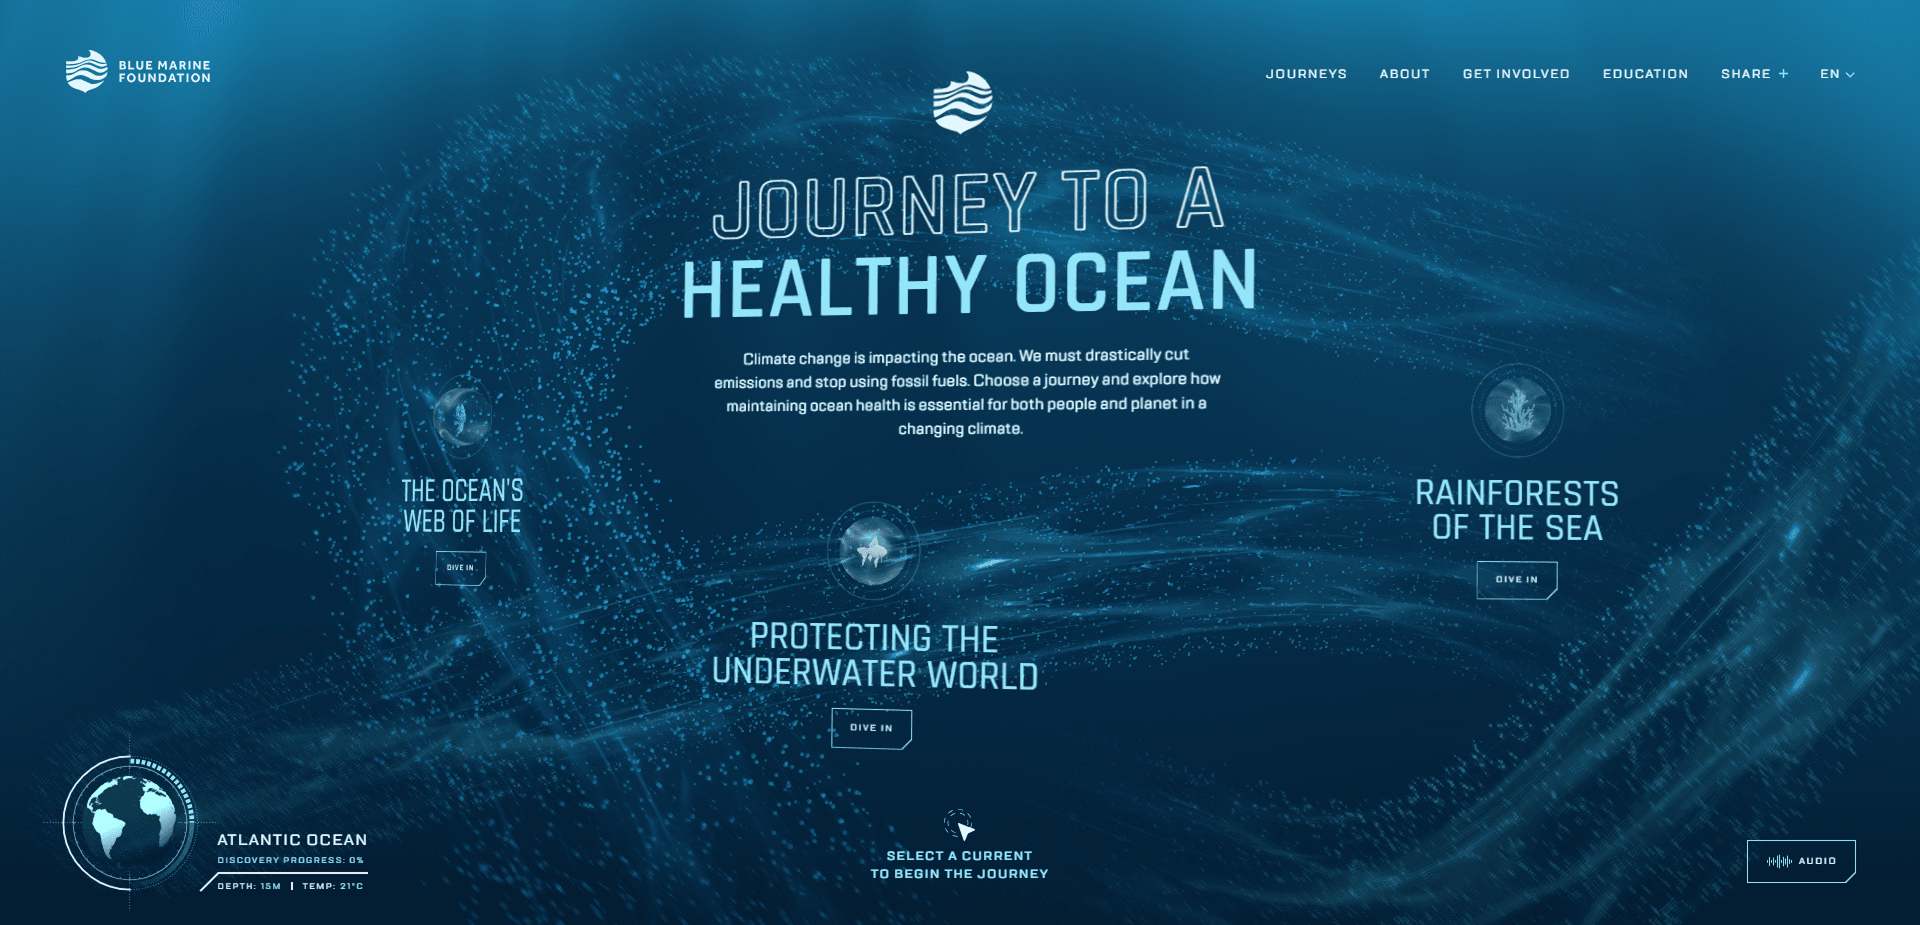 BLUE MARINE
FOUNDATION
JOURNEYS
ABOUT
GET INVOLVED
EDUCATION
SHARE +
EN
JOURNEY TO A
HEALTHY OCEAN
Climate change is impacting the ocean. We must drastically cut
emissions and stop using fossil fuels. Choose a journey and explore how
maintaining ocean health is essential for both people and planet in a
changing climate.
THE OCEAN'S
WEB OF LIFE
DIVE IN
PROTECTING THE
UNDERWATER WORLD
DIVE IN
RAINFORESTS
OF THE SEA
DIVE IN
ATLANTIC OCEAN
DISCOVERY PROGRESS: 0%
DEPTH: 15M | TEMP: 21°C
SELECT A CURRENT
TO BEGIN THE JOURNEY
AUDIO